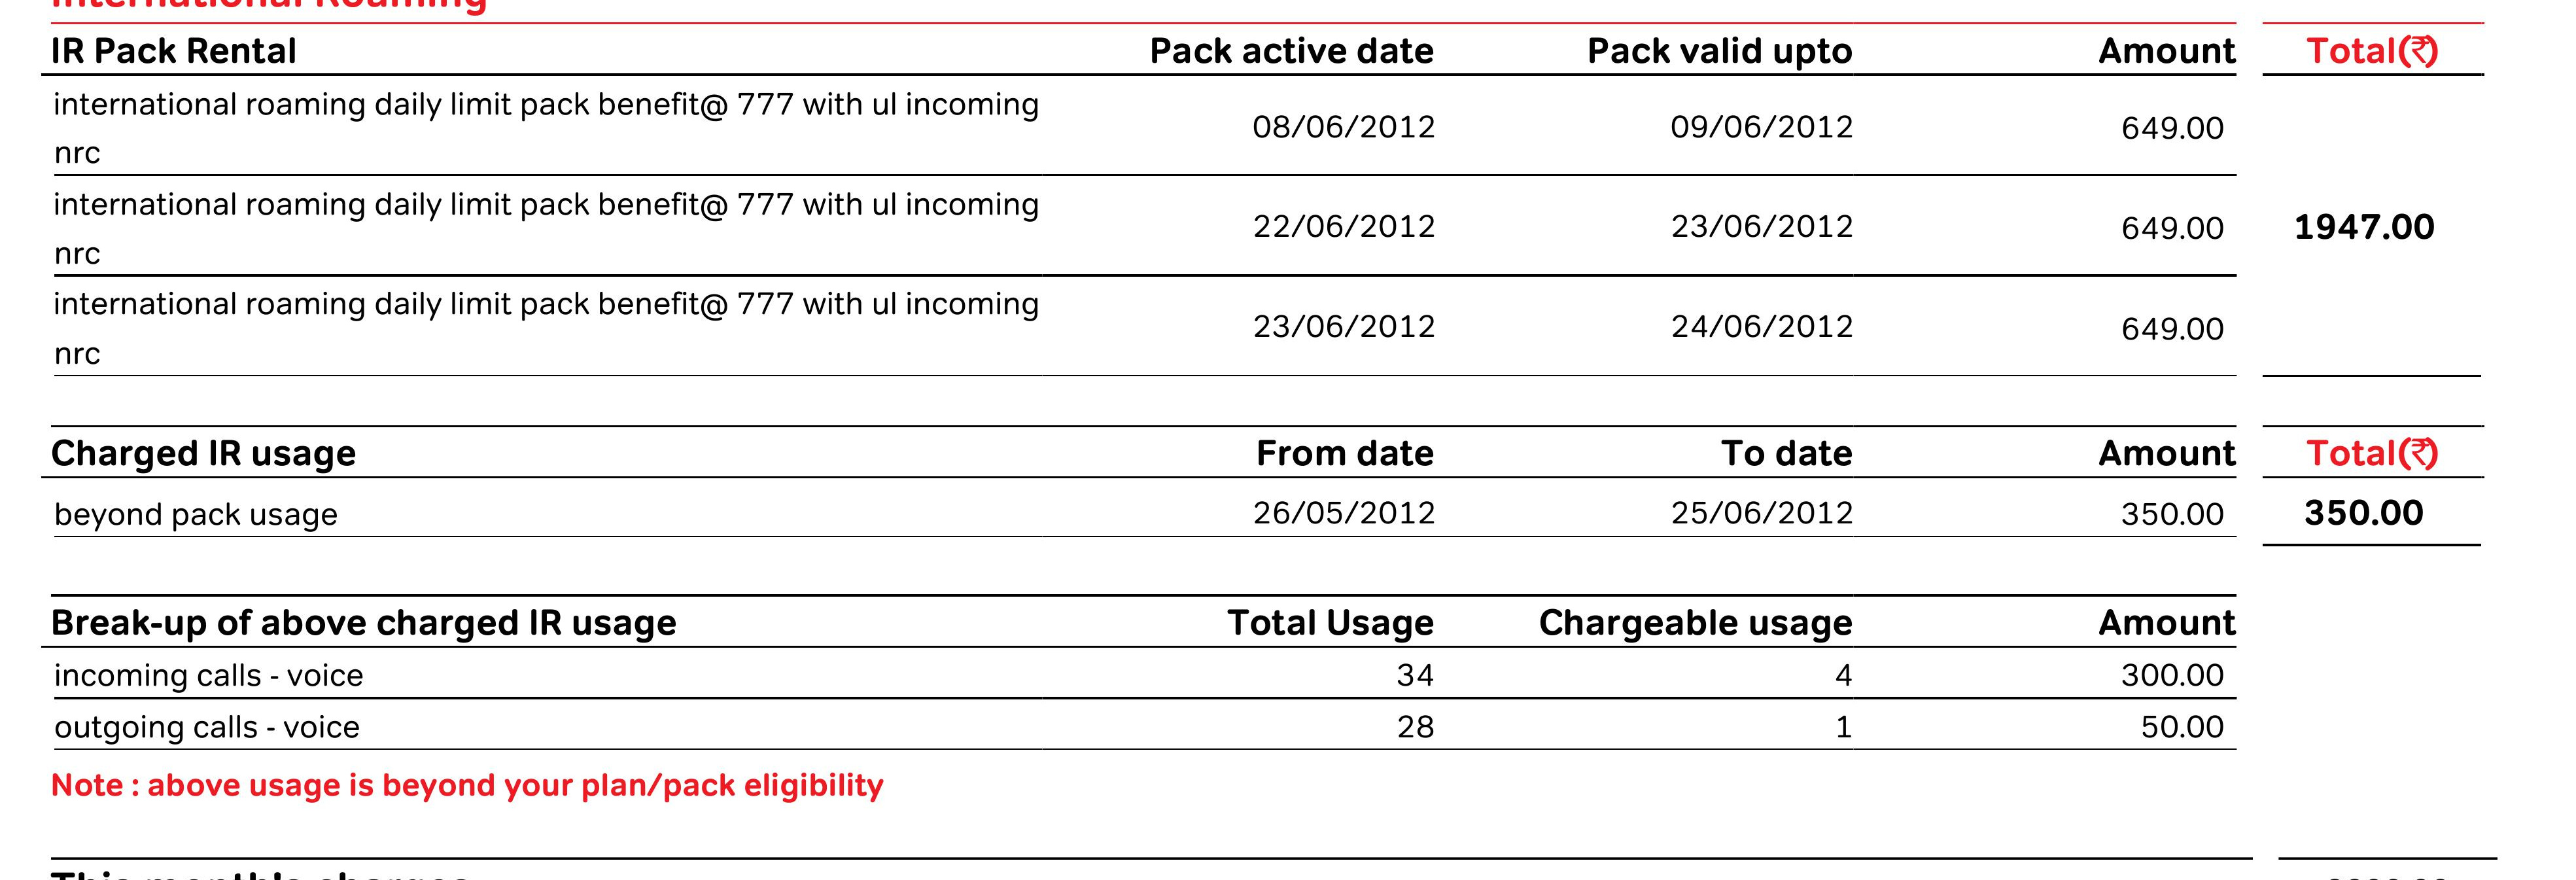 International Roaming
IR Pack Rental Pack active date Pack valid upto Amount Total(₹)
international roaming daily limit pack benefit@ 777 with ul incoming
nrc 08/06/2012 09/06/2012 649.00
international roaming daily limit pack benefit@ 777 with ul incoming
nrc 22/06/2012 23/06/2012 649.00 1947.00
international roaming daily limit pack benefit@ 777 with ul incoming
nrc 23/06/2012 24/06/2012 649.00
Charged IR usage From date To date Amount Total(₹)
beyond pack usage 26/05/2012 25/06/2012 350.00 350.00
Break-up of above charged IR usage Total Usage Chargeable usage Amount
incoming calls - voice 34 4 300.00
outgoing calls - voice 28 1 50.00
Note : above usage is beyond your plan/pack eligibility
This month's charges